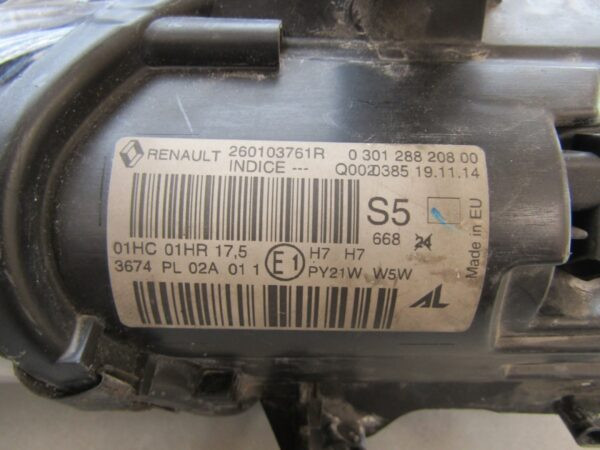 RENAULT 260103761R 0 301 288 208 00
INDICE --- Q0020385 19.11.14
S5
668 24
Made in EU
01HC 01HR 17,5 E1 H7 H7
3674 PL 02A 01 1 PY21W W5W
AL